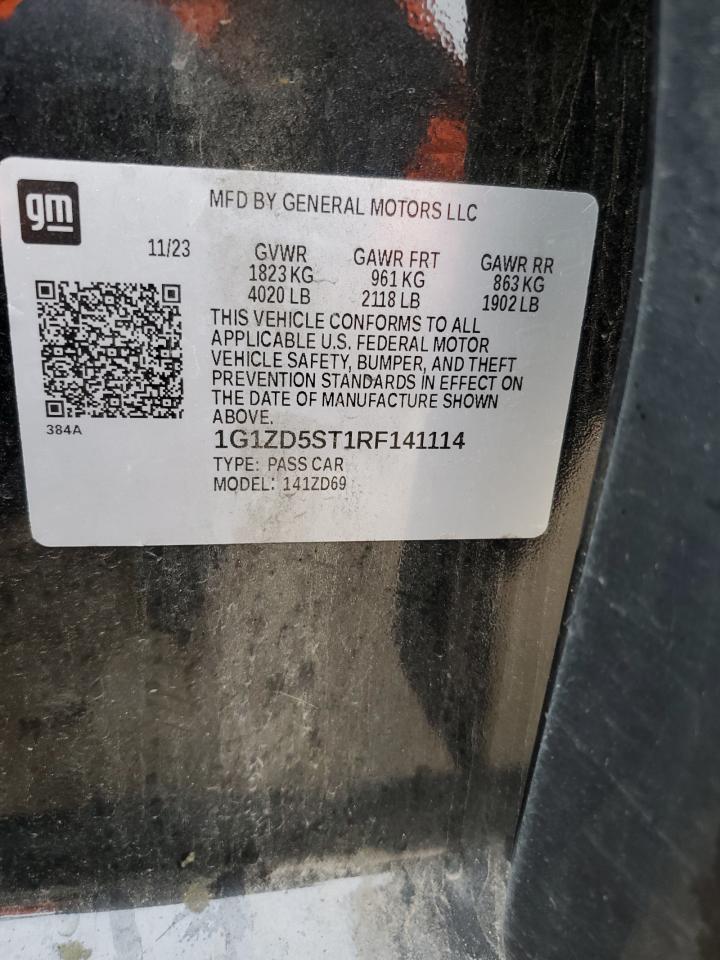 gm
MFD BY GENERAL MOTORS LLC
11/23
GVWR GAWR FRT GAWR RR
1823 KG 961 KG 863 KG
4020 LB 2118 LB 1902 LB
THIS VEHICLE CONFORMS TO ALL
APPLICABLE U.S. FEDERAL MOTOR
VEHICLE SAFETY, BUMPER, AND THEFT
PREVENTION STANDARDS IN EFFECT ON
THE DATE OF MANUFACTURE SHOWN
ABOVE.
384A
1G1ZD5ST1RF141114
TYPE: PASS CAR
MODEL: 141ZD69